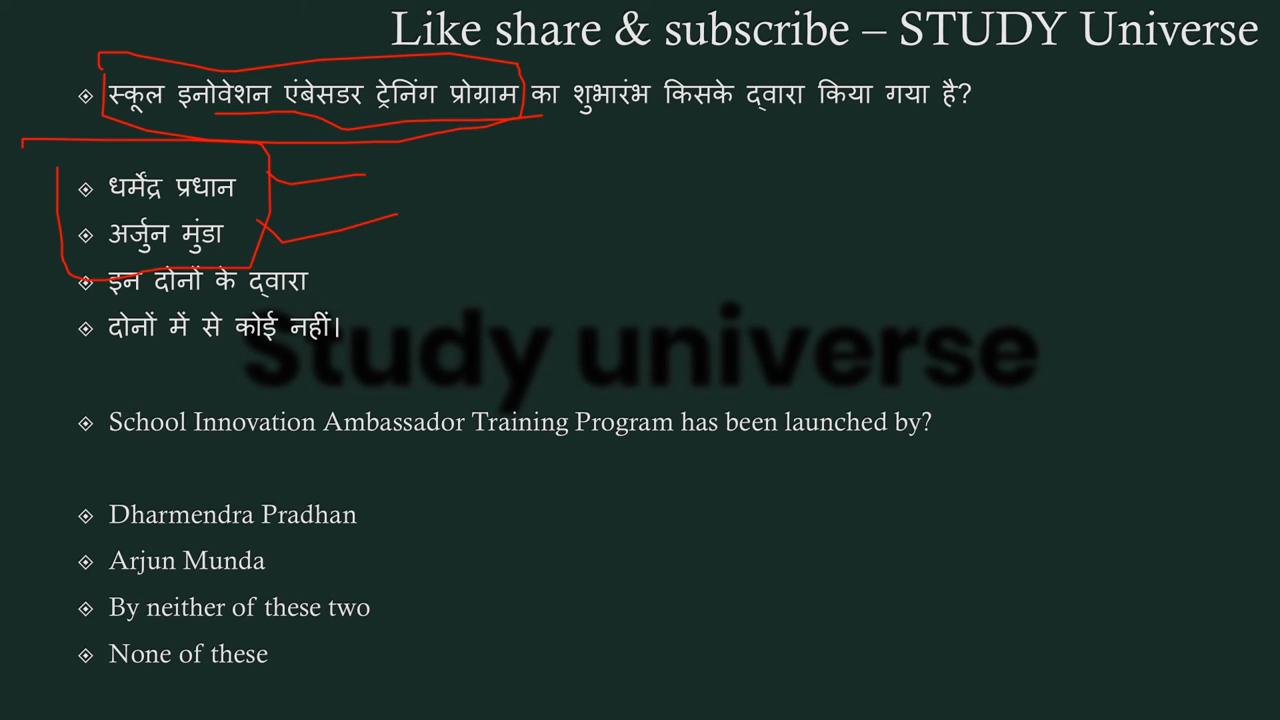 Like share & subscribe – STUDY Universe
स्कूल इनोवेशन एंबेसडर ट्रेनिंग प्रोग्राम का शुभारंभ किसके द्वारा किया गया है?
धर्मेंद्र प्रधान
अर्जुन मुंडा
इन दोनों के द्वारा
दोनों में से कोई नहीं।
Study universe
School Innovation Ambassador Training Program has been launched by?
Dharmendra Pradhan
Arjun Munda
By neither of these two
None of these